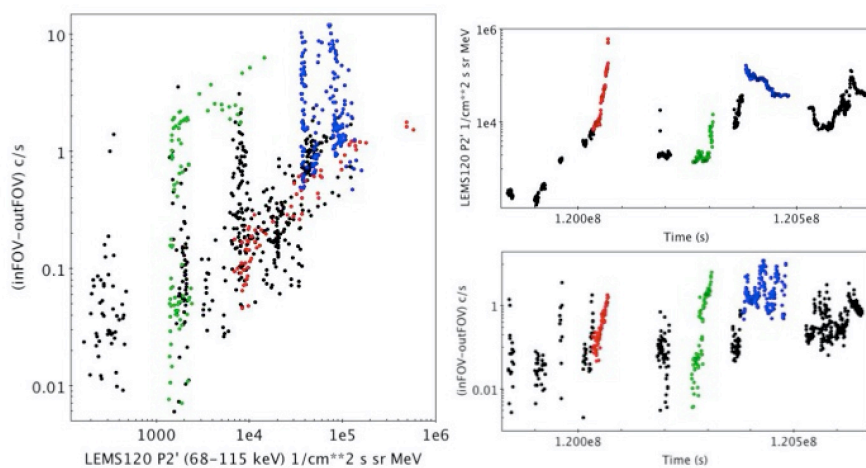 10
1
0.1
0.01
(inFOV-outFOV) c/s
1000
1e4
1e5
1e6
LEMS120 P2' (68-115 keV) 1/cm**2 s sr MeV
1e6
1e4
LEMS120 P2' 1/cm**2 s sr MeV
1.200e8
1.205e8
Time (s)
1
0.01
(inFOV-outFOV) c/s
1.200e8
1.205e8
Time (s)